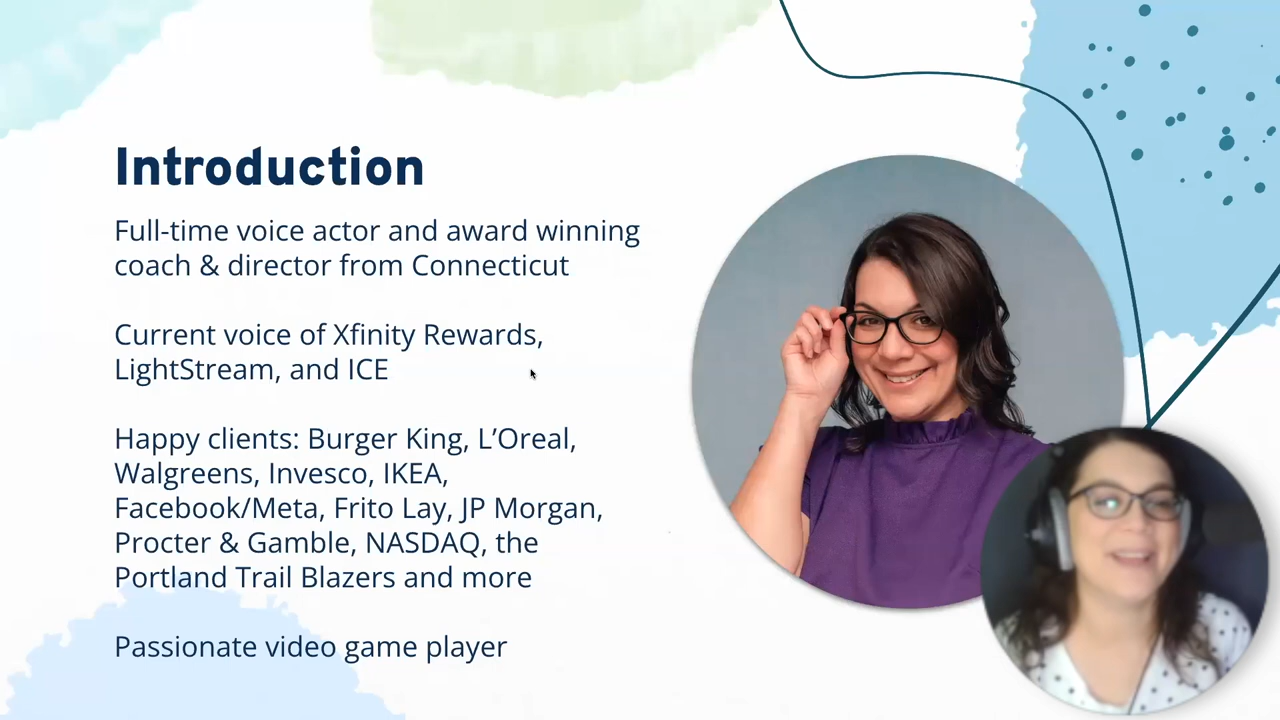 Introduction
Full-time voice actor and award winning
coach & director from Connecticut
Current voice of Xfinity Rewards,
LightStream, and ICE
Happy clients: Burger King, L’Oreal,
Walgreens, Invesco, IKEA,
Facebook/Meta, Frito Lay, JP Morgan,
Procter & Gamble, NASDAQ, the
Portland Trail Blazers and more
Passionate video game player